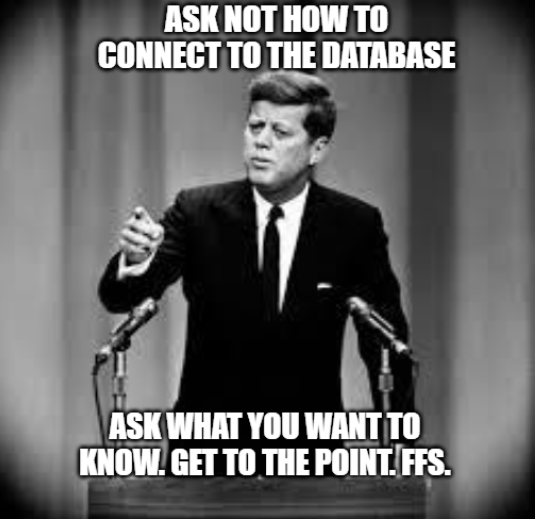 ASK NOT HOW TO
CONNECT TO THE DATABASE
ASK WHAT YOU WANT TO
KNOW. GET TO THE POINT. FFS.